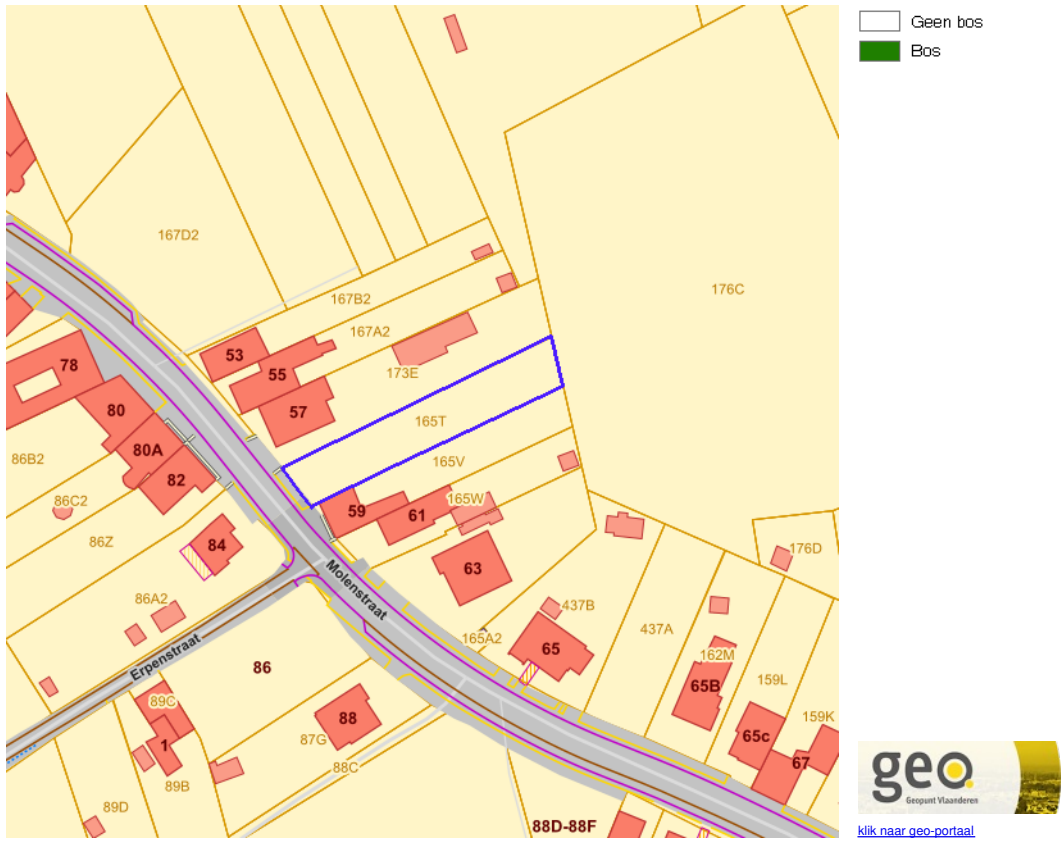 Geen bos
Bos
167D2
176C
167B2
167A2
53
55
173E
57
78
80
80A
82
165T
165V
86B2
86C2
86Z
59
61
165W
84
63
176D
Molenstraat
86A2
437B
437A
165A2
65
Erpenstraat
86
162M
65B
159L
89C
88
87G
159K
65c
1
67
88C
89B
89D
88D-88F
geo
Geopunt Vlaanderen
klik naar geo-portaal